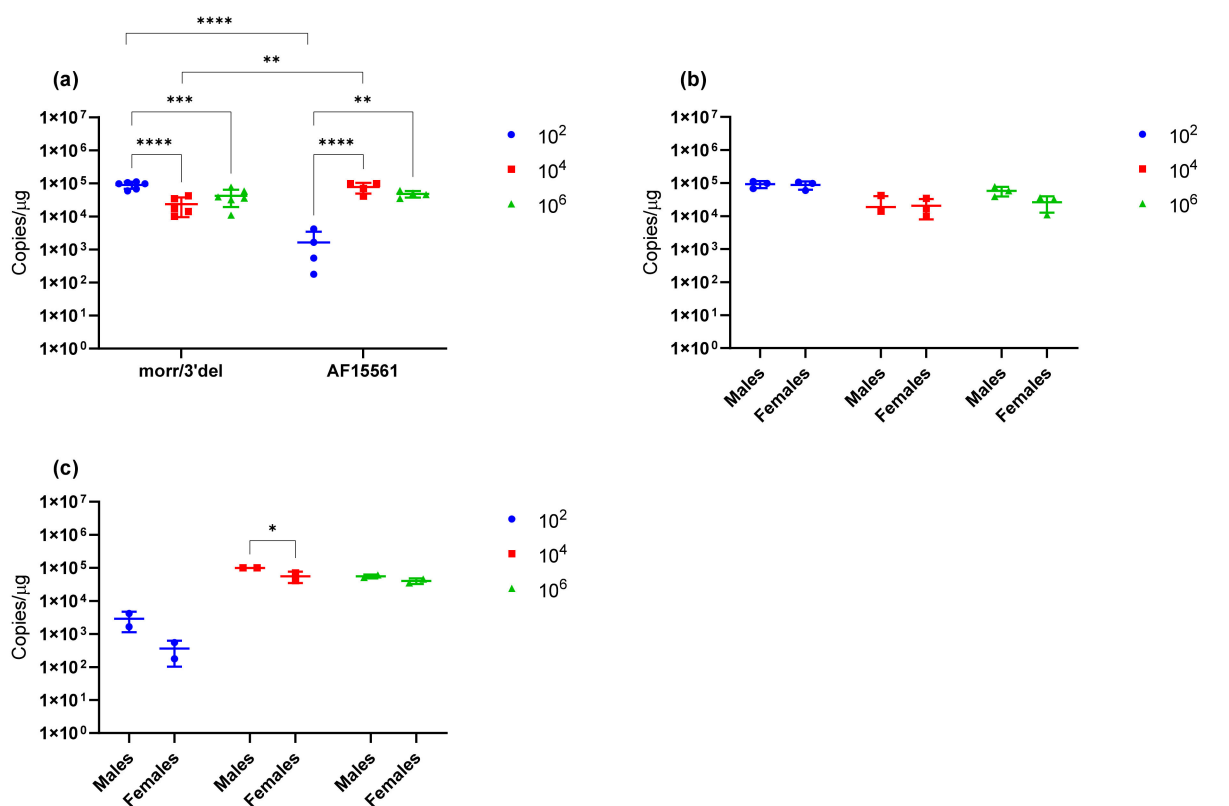 ****
**
(a)
***
**
****
****
Copies/μg
1×10⁷
1×10⁶
1×10⁵
1×10⁴
1×10³
1×10²
1×10¹
1×10⁰
morr/3'del
AF15561
10²
10⁴
10⁶
(b)
Copies/μg
1×10⁷
1×10⁶
1×10⁵
1×10⁴
1×10³
1×10²
1×10¹
1×10⁰
Males
Females
Males
Females
Males
Females
10²
10⁴
10⁶
(c)
*
Copies/μg
1×10⁷
1×10⁶
1×10⁵
1×10⁴
1×10³
1×10²
1×10¹
1×10⁰
Males
Females
Males
Females
Males
Females
10²
10⁴
10⁶